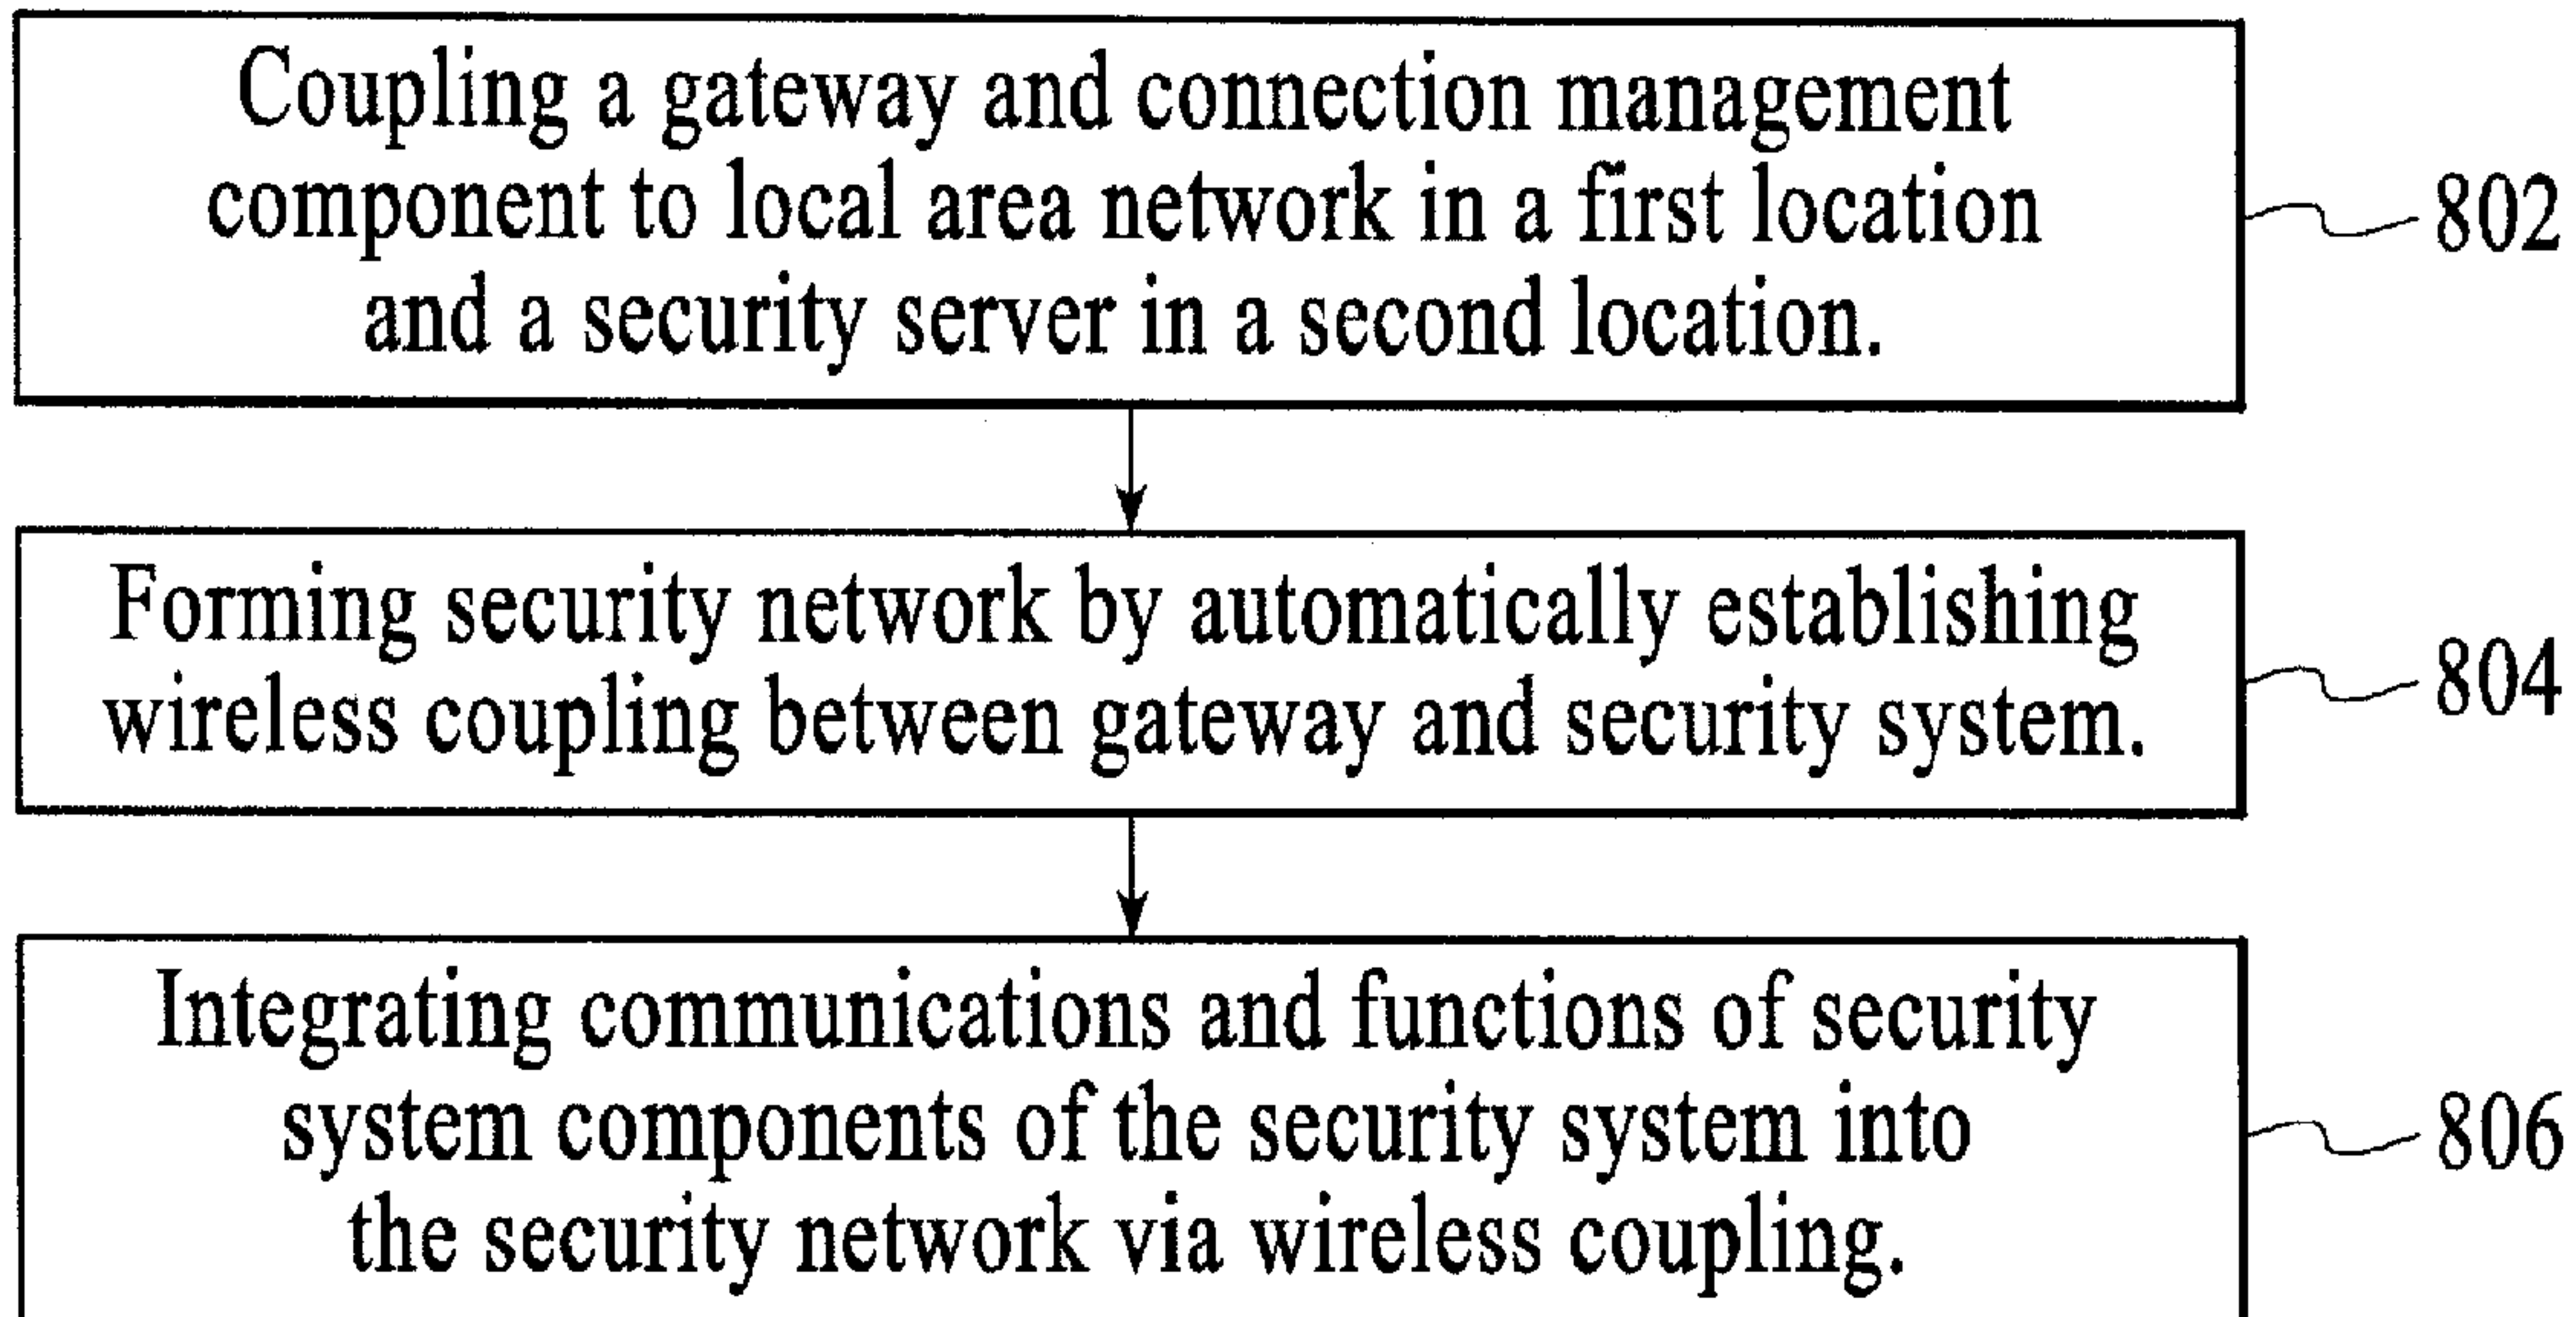 Coupling a gateway and connection management
component to local area network in a first location
and a security server in a second location.
802
Forming security network by automatically establishing
wireless coupling between gateway and security system.
804
Integrating communications and functions of security
system components of the security system into
the security network via wireless coupling.
806